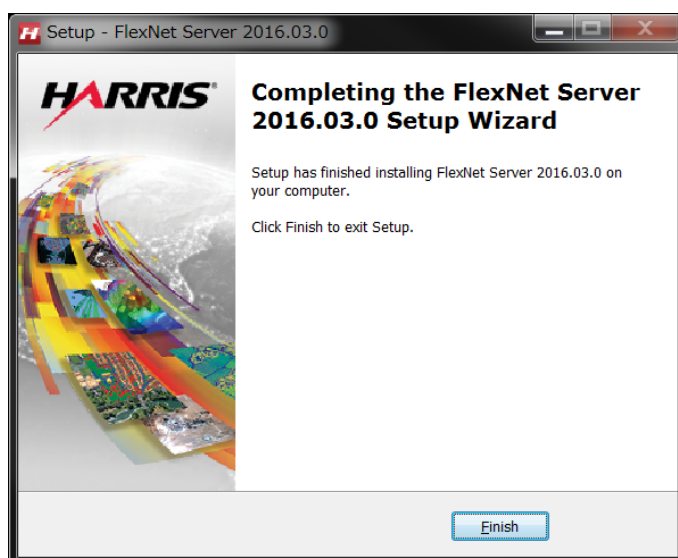 Setup - FlexNet Server 2016.03.0
HARRIS®
Completing the FlexNet Server
2016.03.0 Setup Wizard
Setup has finished installing FlexNet Server 2016.03.0 on
your computer.
Click Finish to exit Setup.
Finish